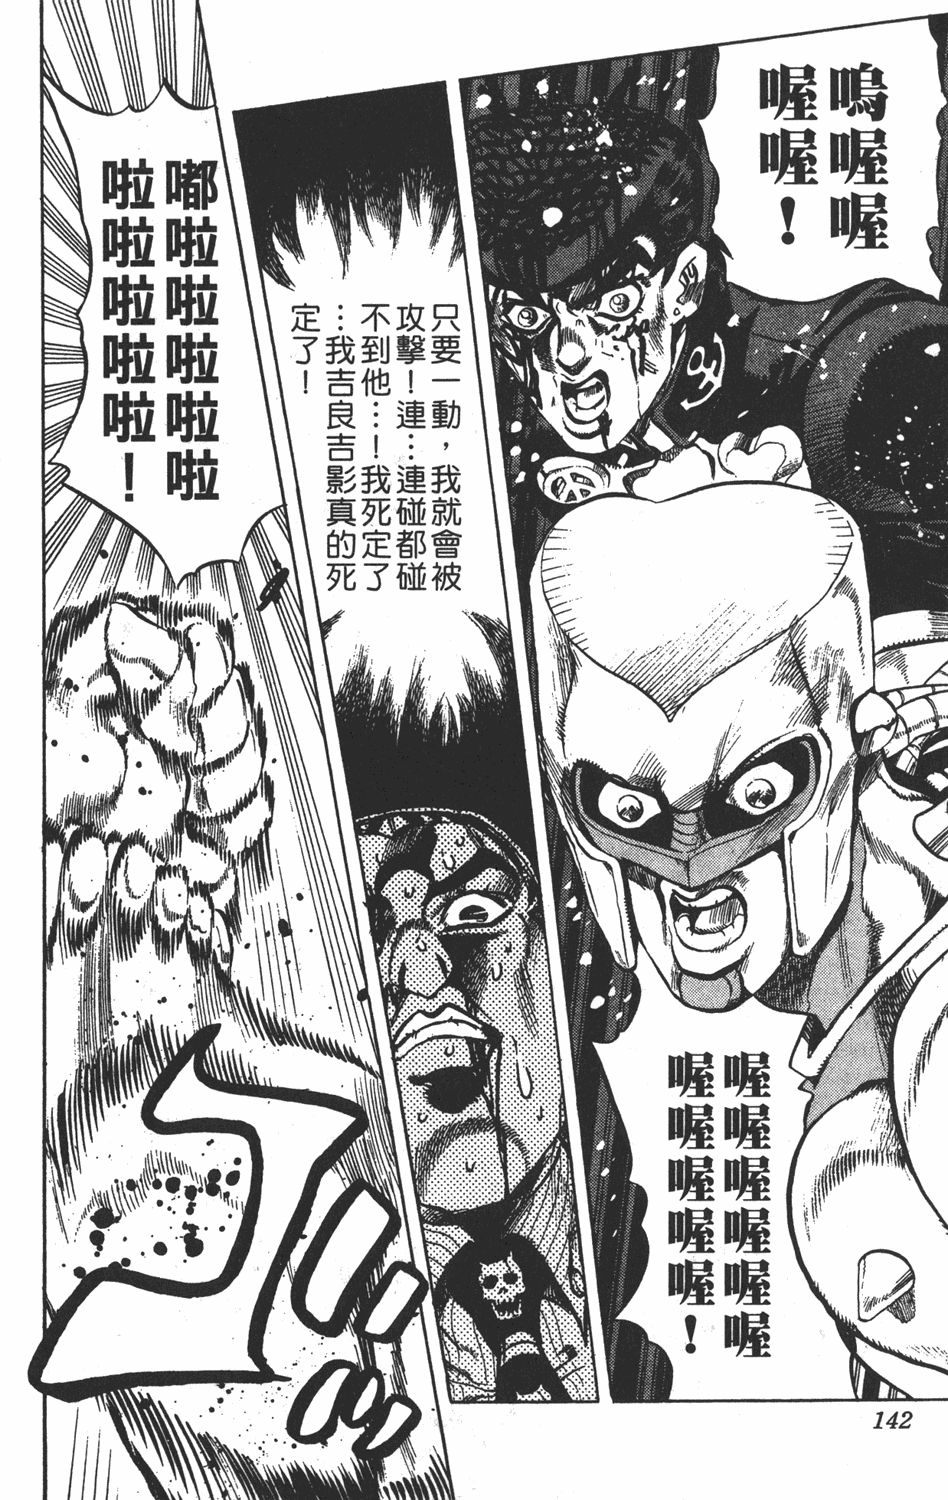 嗚喔喔
喔喔！
喔喔喔喔喔喔
喔喔喔喔喔！
只要一動，我就會被
攻擊！連…連碰都碰
不到他…！我死定了
…我吉良吉影真的死
定了！
嘟啦啦啦啦啦
啦啦啦啦啦！
ゴ
142